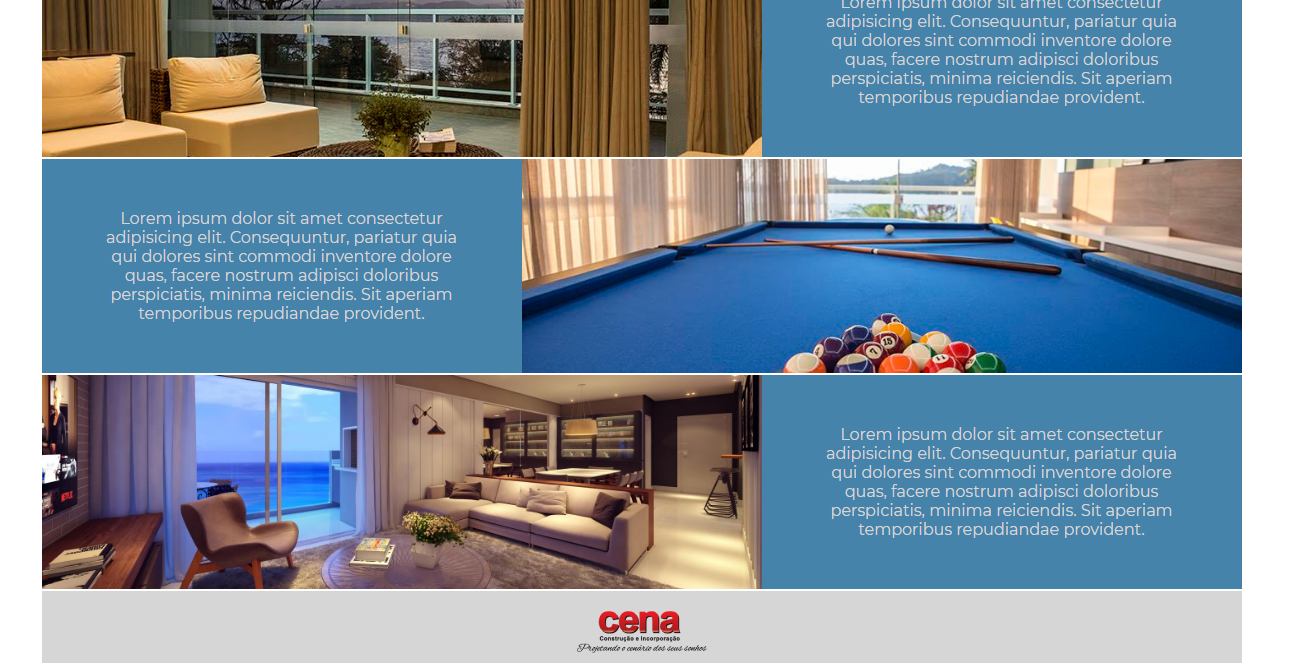 Lorem ipsum dolor sit amet consectetur
adipisicing elit. Consequuntur, pariatur quia
qui dolores sint commodi inventore dolore
quas, facere nostrum adipisci doloribus
perspiciatis, minima reiciendis. Sit aperiam
temporibus repudiandae provident.
Lorem ipsum dolor sit amet consectetur
adipisicing elit. Consequuntur, pariatur quia
qui dolores sint commodi inventore dolore
quas, facere nostrum adipisci doloribus
perspiciatis, minima reiciendis. Sit aperiam
temporibus repudiandae provident.
15
7
11
NETFLIX
Lorem ipsum dolor sit amet consectetur
adipisicing elit. Consequuntur, pariatur quia
qui dolores sint commodi inventore dolore
quas, facere nostrum adipisci doloribus
perspiciatis, minima reiciendis. Sit aperiam
temporibus repudiandae provident.
cena
Construção e Incorporação
Projetando o cenário dos seus sonhos